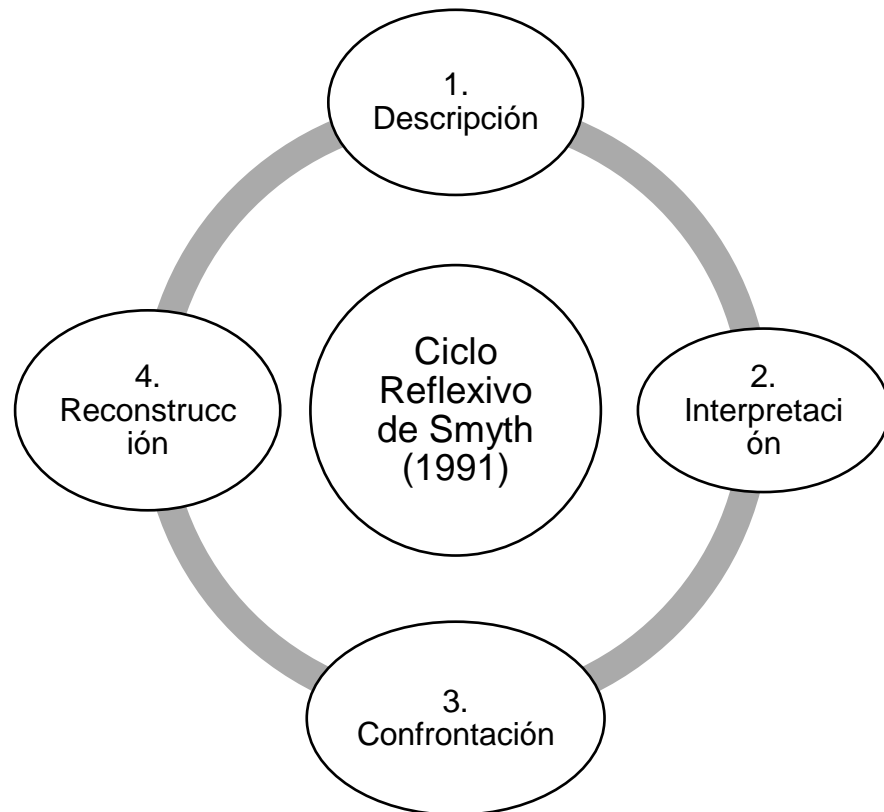 1.
Descripción
2.
Interpretaci
ón
3.
Confrontación
4.
Reconstrucc
ión
Ciclo
Reflexivo
de Smyth
(1991)